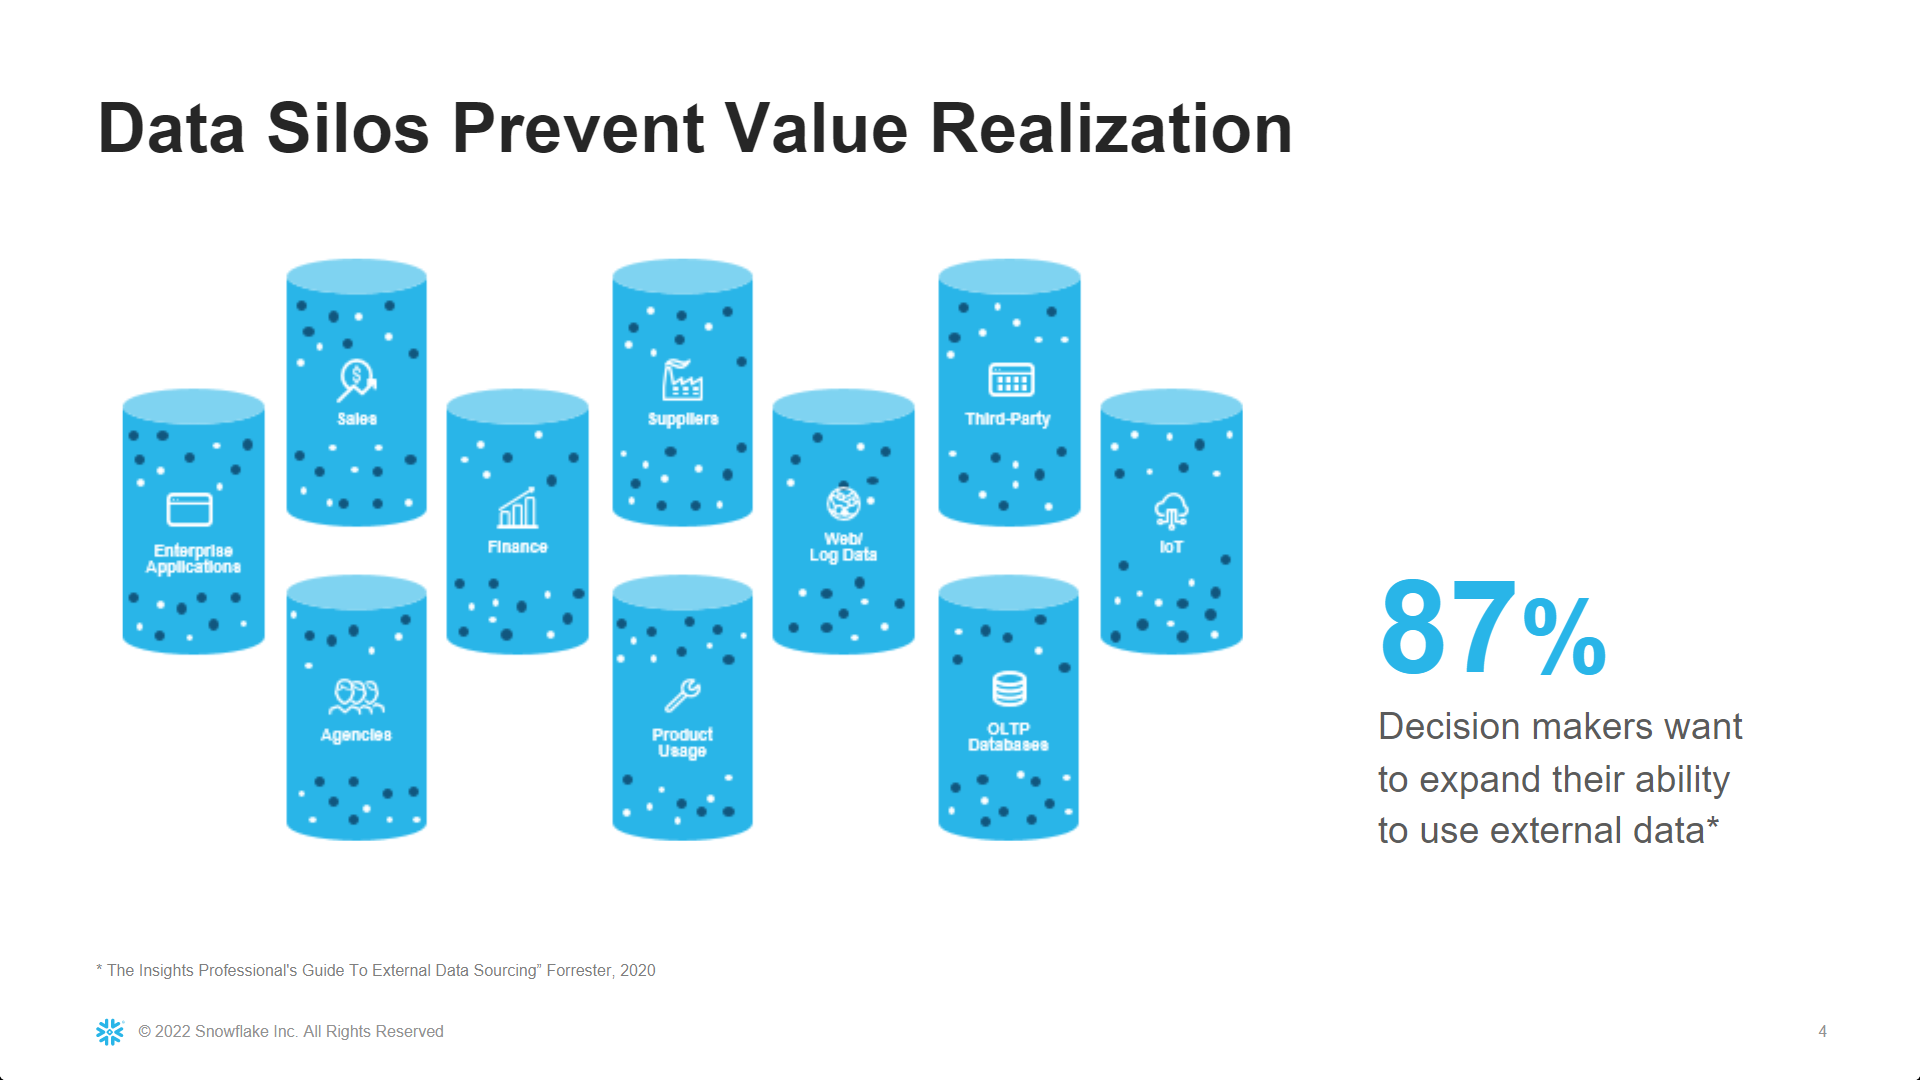 Data Silos Prevent Value Realization
Sales
Suppliers
Third-Party
Enterprise
Applications
Finance
Web/
Log Data
IoT
Agencies
Product
Usage
OLTP
Databases
87%
Decision makers want
to expand their ability
to use external data*
* The Insights Professional's Guide To External Data Sourcing” Forrester, 2020
© 2022 Snowflake Inc. All Rights Reserved
4